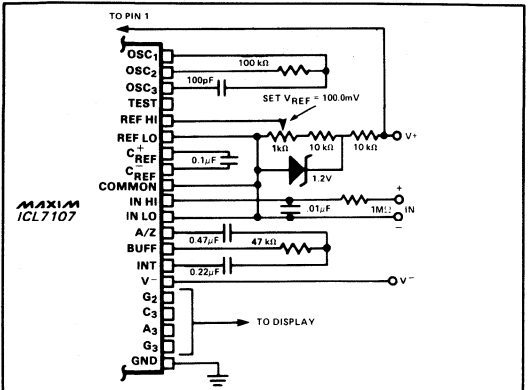 TO PIN 1
OSC1
OSC2
100 kΩ
OSC3
100pF
TEST
SET VREF = 100.0mV
REF HI
REF LO
V+
1kΩ
10 kΩ
10 kΩ
C+REF
0.1µF
C−REF
1.2V
COMMON
MAXIM
ICL7107
IN HI
+
.01µF
1MΩ
IN
IN LO
−
A/Z
0.47µF
BUFF
47 kΩ
INT
0.22µF
V−
V−
G2
C3
TO DISPLAY
A3
G3
GND